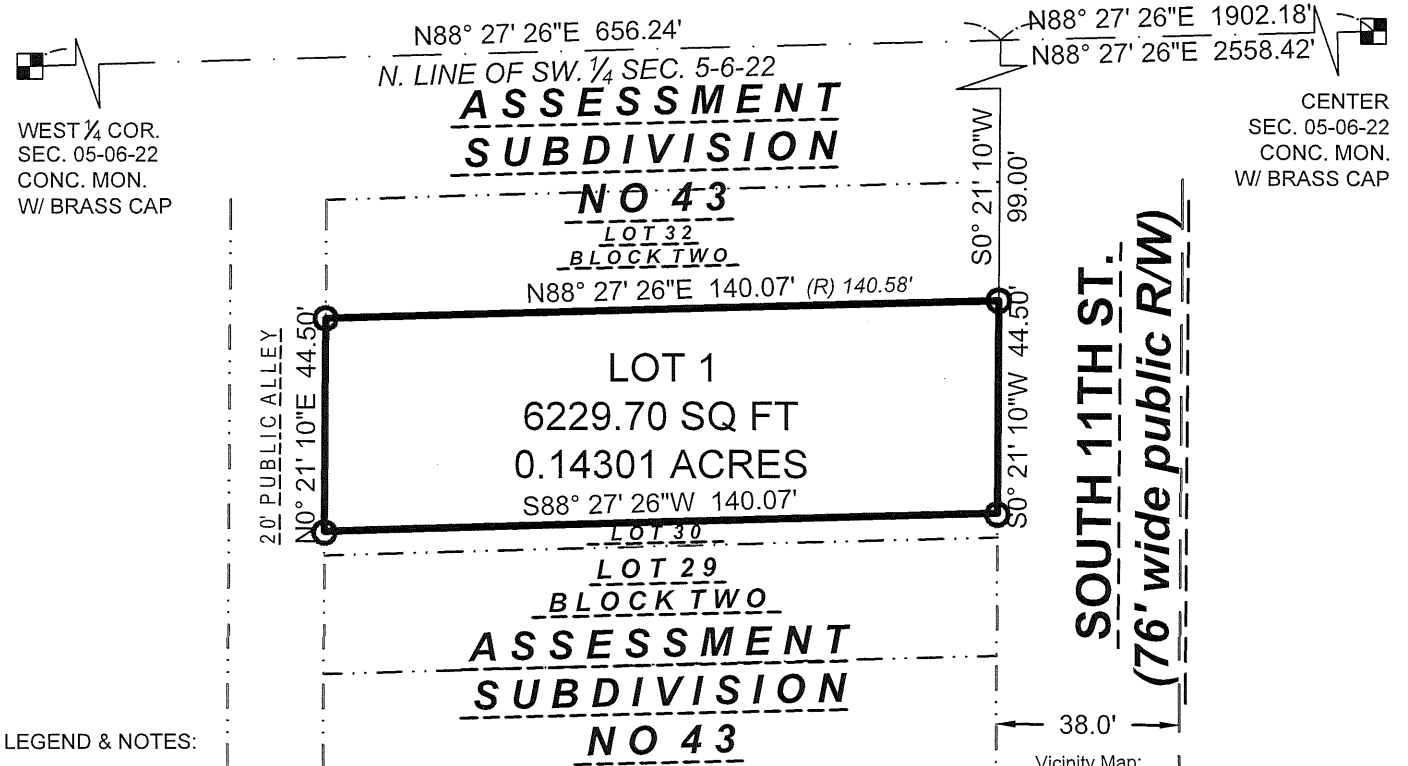 N88° 27' 26"E 656.24'
N88° 27' 26"E 1902.18'
N88° 27' 26"E 2558.42'
N. LINE OF SW. 1/4 SEC. 5-6-22
WEST 1/4 COR.
SEC. 05-06-22
CONC. MON.
W/ BRASS CAP
CENTER
SEC. 05-06-22
CONC. MON.
W/ BRASS CAP
ASSESSMENT
SUBDIVISION
NO 43
LOT 32
BLOCK TWO
S0° 21' 10"W
99.00'
N88° 27' 26"E 140.07' (R) 140.58'
20' PUBLIC ALLEY
N0° 21' 10"E 44.50'
LOT 1
6229.70 SQ FT
0.14301 ACRES
S88° 27' 26"W 140.07'
S0° 21' 10"W 44.50'
SOUTH 11TH ST.
(76' wide public R/W)
LOT 30
LOT 29
BLOCK TWO
ASSESSMENT
SUBDIVISION
NO 43
38.0'
LEGEND & NOTES:
Vicinity Map: